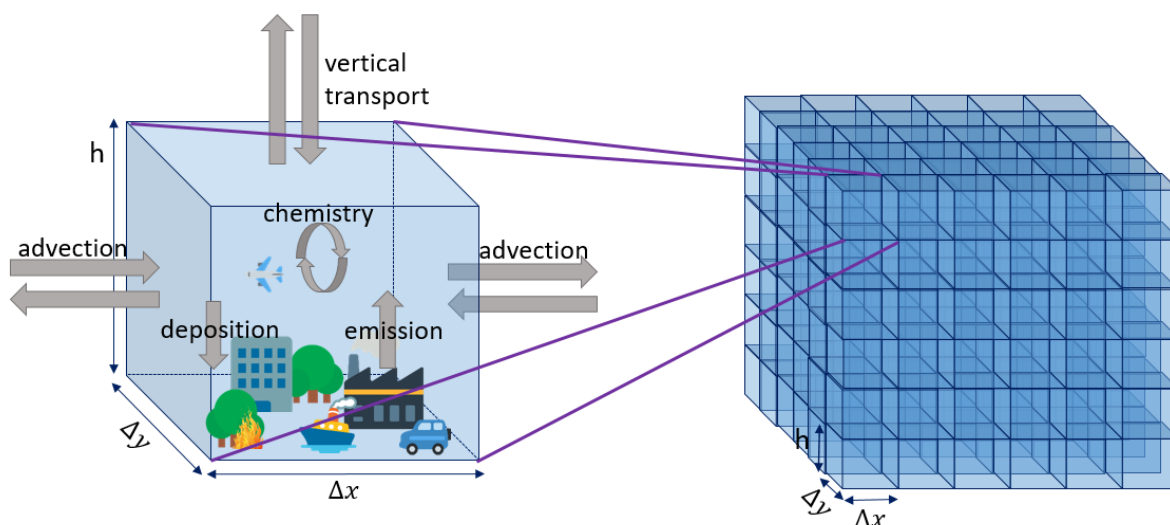 vertical
transport
h
chemistry
advection
advection
deposition
emission
Δy
Δx
h
Δy
Δx